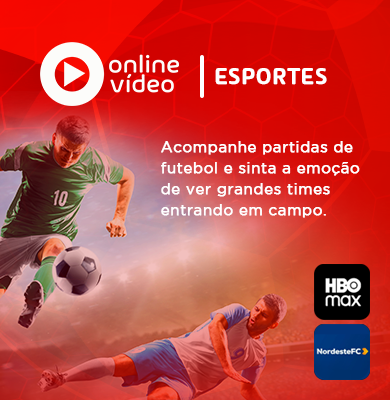 online
vídeo
ESPORTES
Acompanhe partidas de
futebol e sinta a emoção
de ver grandes times
entrando em campo.
10
HBO
max
NordesteFC